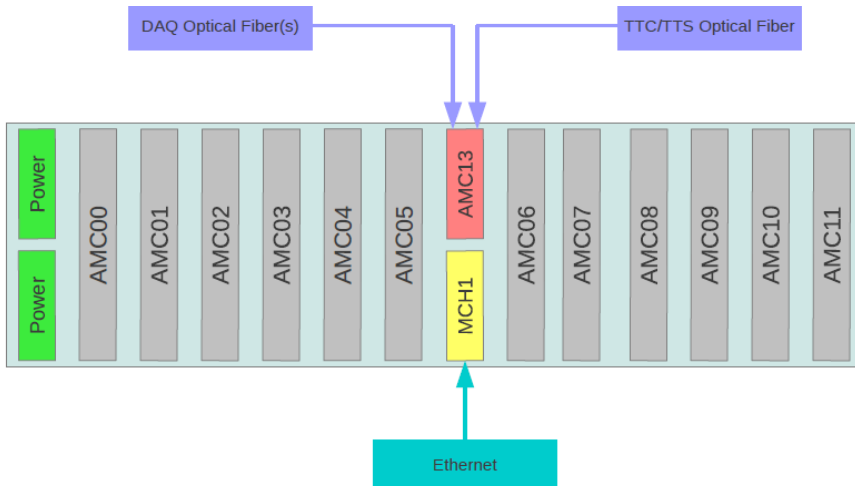 DAQ Optical Fiber(s)
TTC/TTS Optical Fiber
Power
Power
AMC00
AMC01
AMC02
AMC03
AMC04
AMC05
AMC13
MCH1
AMC06
AMC07
AMC08
AMC09
AMC10
AMC11
Ethernet